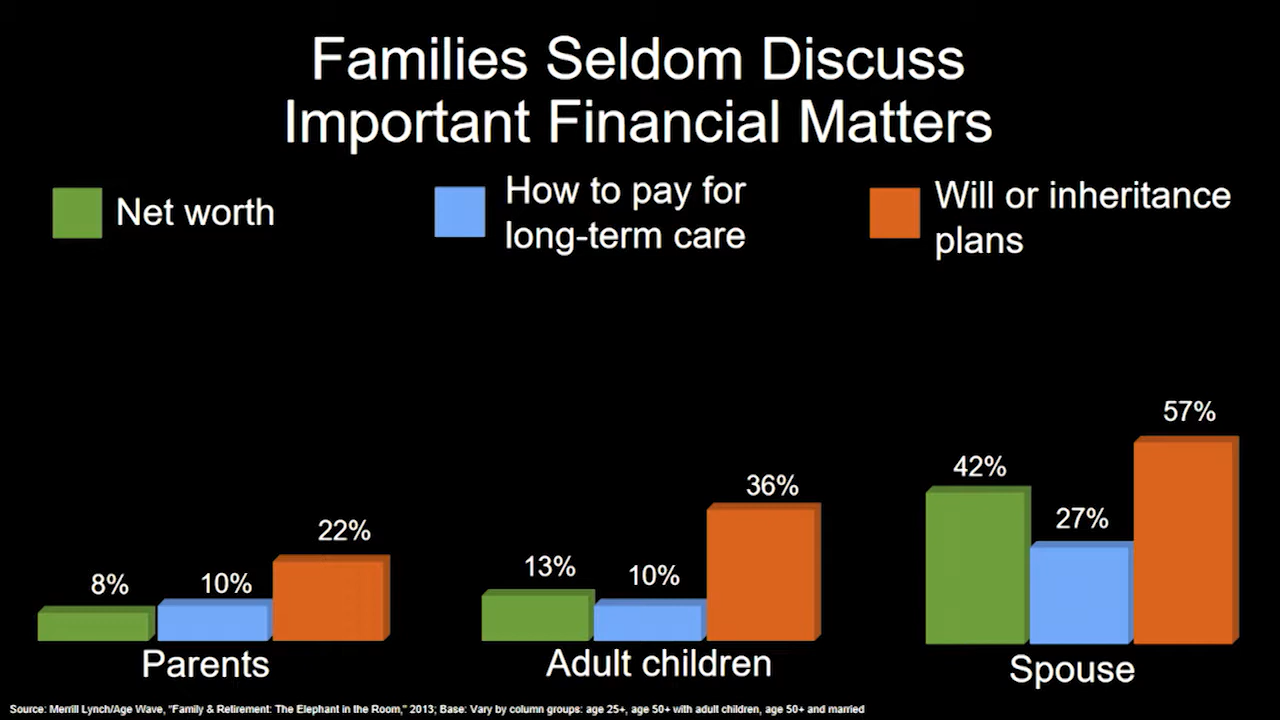 Families Seldom Discuss
Important Financial Matters
Net worth
How to pay for
long-term care
Will or inheritance
plans
8%
10%
22%
13%
10%
36%
42%
27%
57%
Parents
Adult children
Spouse
Source: Merrill Lynch/Age Wave, "Family & Retirement: The Elephant in the Room," 2013; Base: Vary by column groups: age 25+, age 50+ with adult children, age 50+ and married